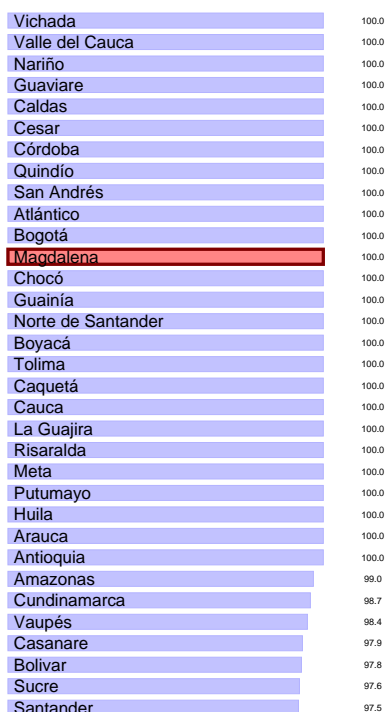 Vichada 100.0
Valle del Cauca 100.0
Nariño 100.0
Guaviare 100.0
Caldas 100.0
Cesar 100.0
Córdoba 100.0
Quindío 100.0
San Andrés 100.0
Atlántico 100.0
Bogotá 100.0
Magdalena 100.0
Chocó 100.0
Guainía 100.0
Norte de Santander 100.0
Boyacá 100.0
Tolima 100.0
Caquetá 100.0
Cauca 100.0
La Guajira 100.0
Risaralda 100.0
Meta 100.0
Putumayo 100.0
Huila 100.0
Arauca 100.0
Antioquia 100.0
Amazonas 99.0
Cundinamarca 98.7
Vaupés 98.4
Casanare 97.9
Bolivar 97.8
Sucre 97.6
Santander 97.5